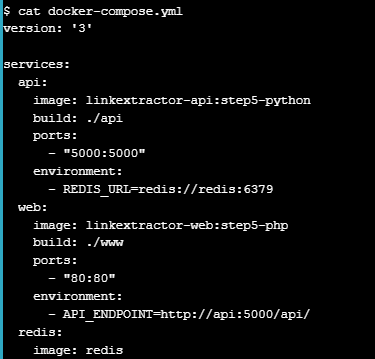 $ cat docker-compose.yml
version: '3'

services:
  api:
    image: linkextractor-api:step5-python
    build: ./api
    ports:
      - "5000:5000"
    environment:
      - REDIS_URL=redis://redis:6379
  web:
    image: linkextractor-web:step5-php
    build: ./www
    ports:
      - "80:80"
    environment:
      - API_ENDPOINT=http://api:5000/api/
  redis:
    image: redis